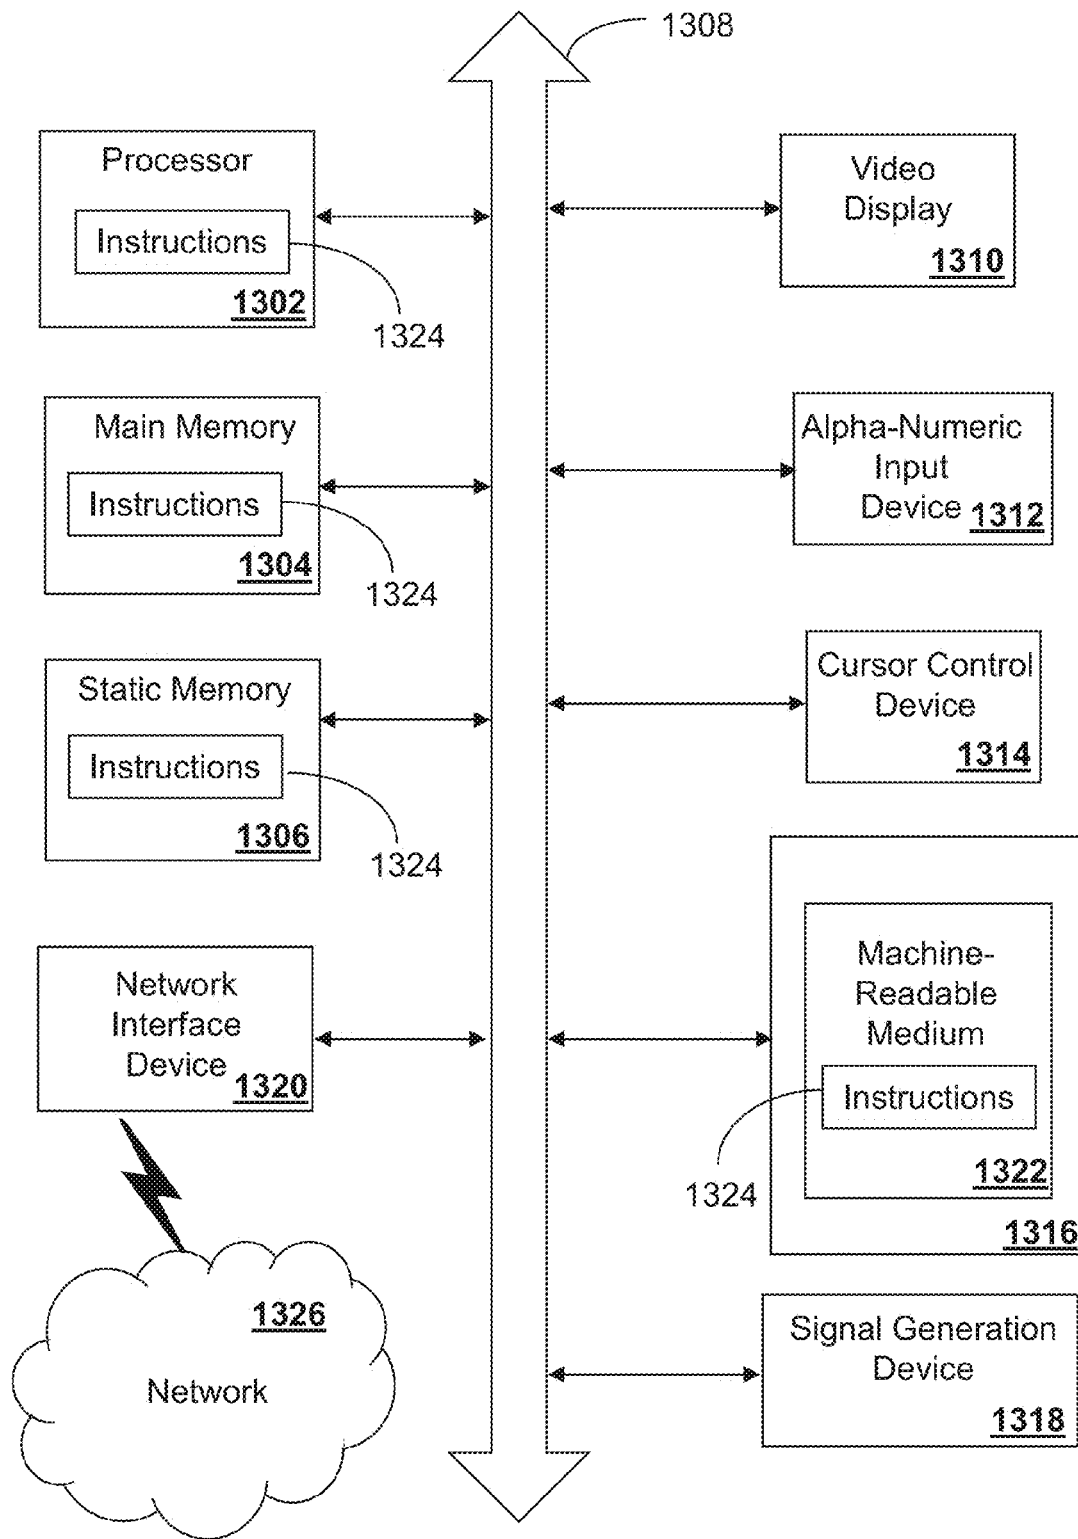 1308
Processor
Instructions
1302
1324
Video
Display
1310
Main Memory
Instructions
1304
1324
Alpha-Numeric
Input
Device
1312
Static Memory
Instructions
1306
1324
Cursor Control
Device
1314
Network
Interface
Device
1320
Machine-
Readable
Medium
Instructions
1324
1322
1316
1326
Network
Signal Generation
Device
1318